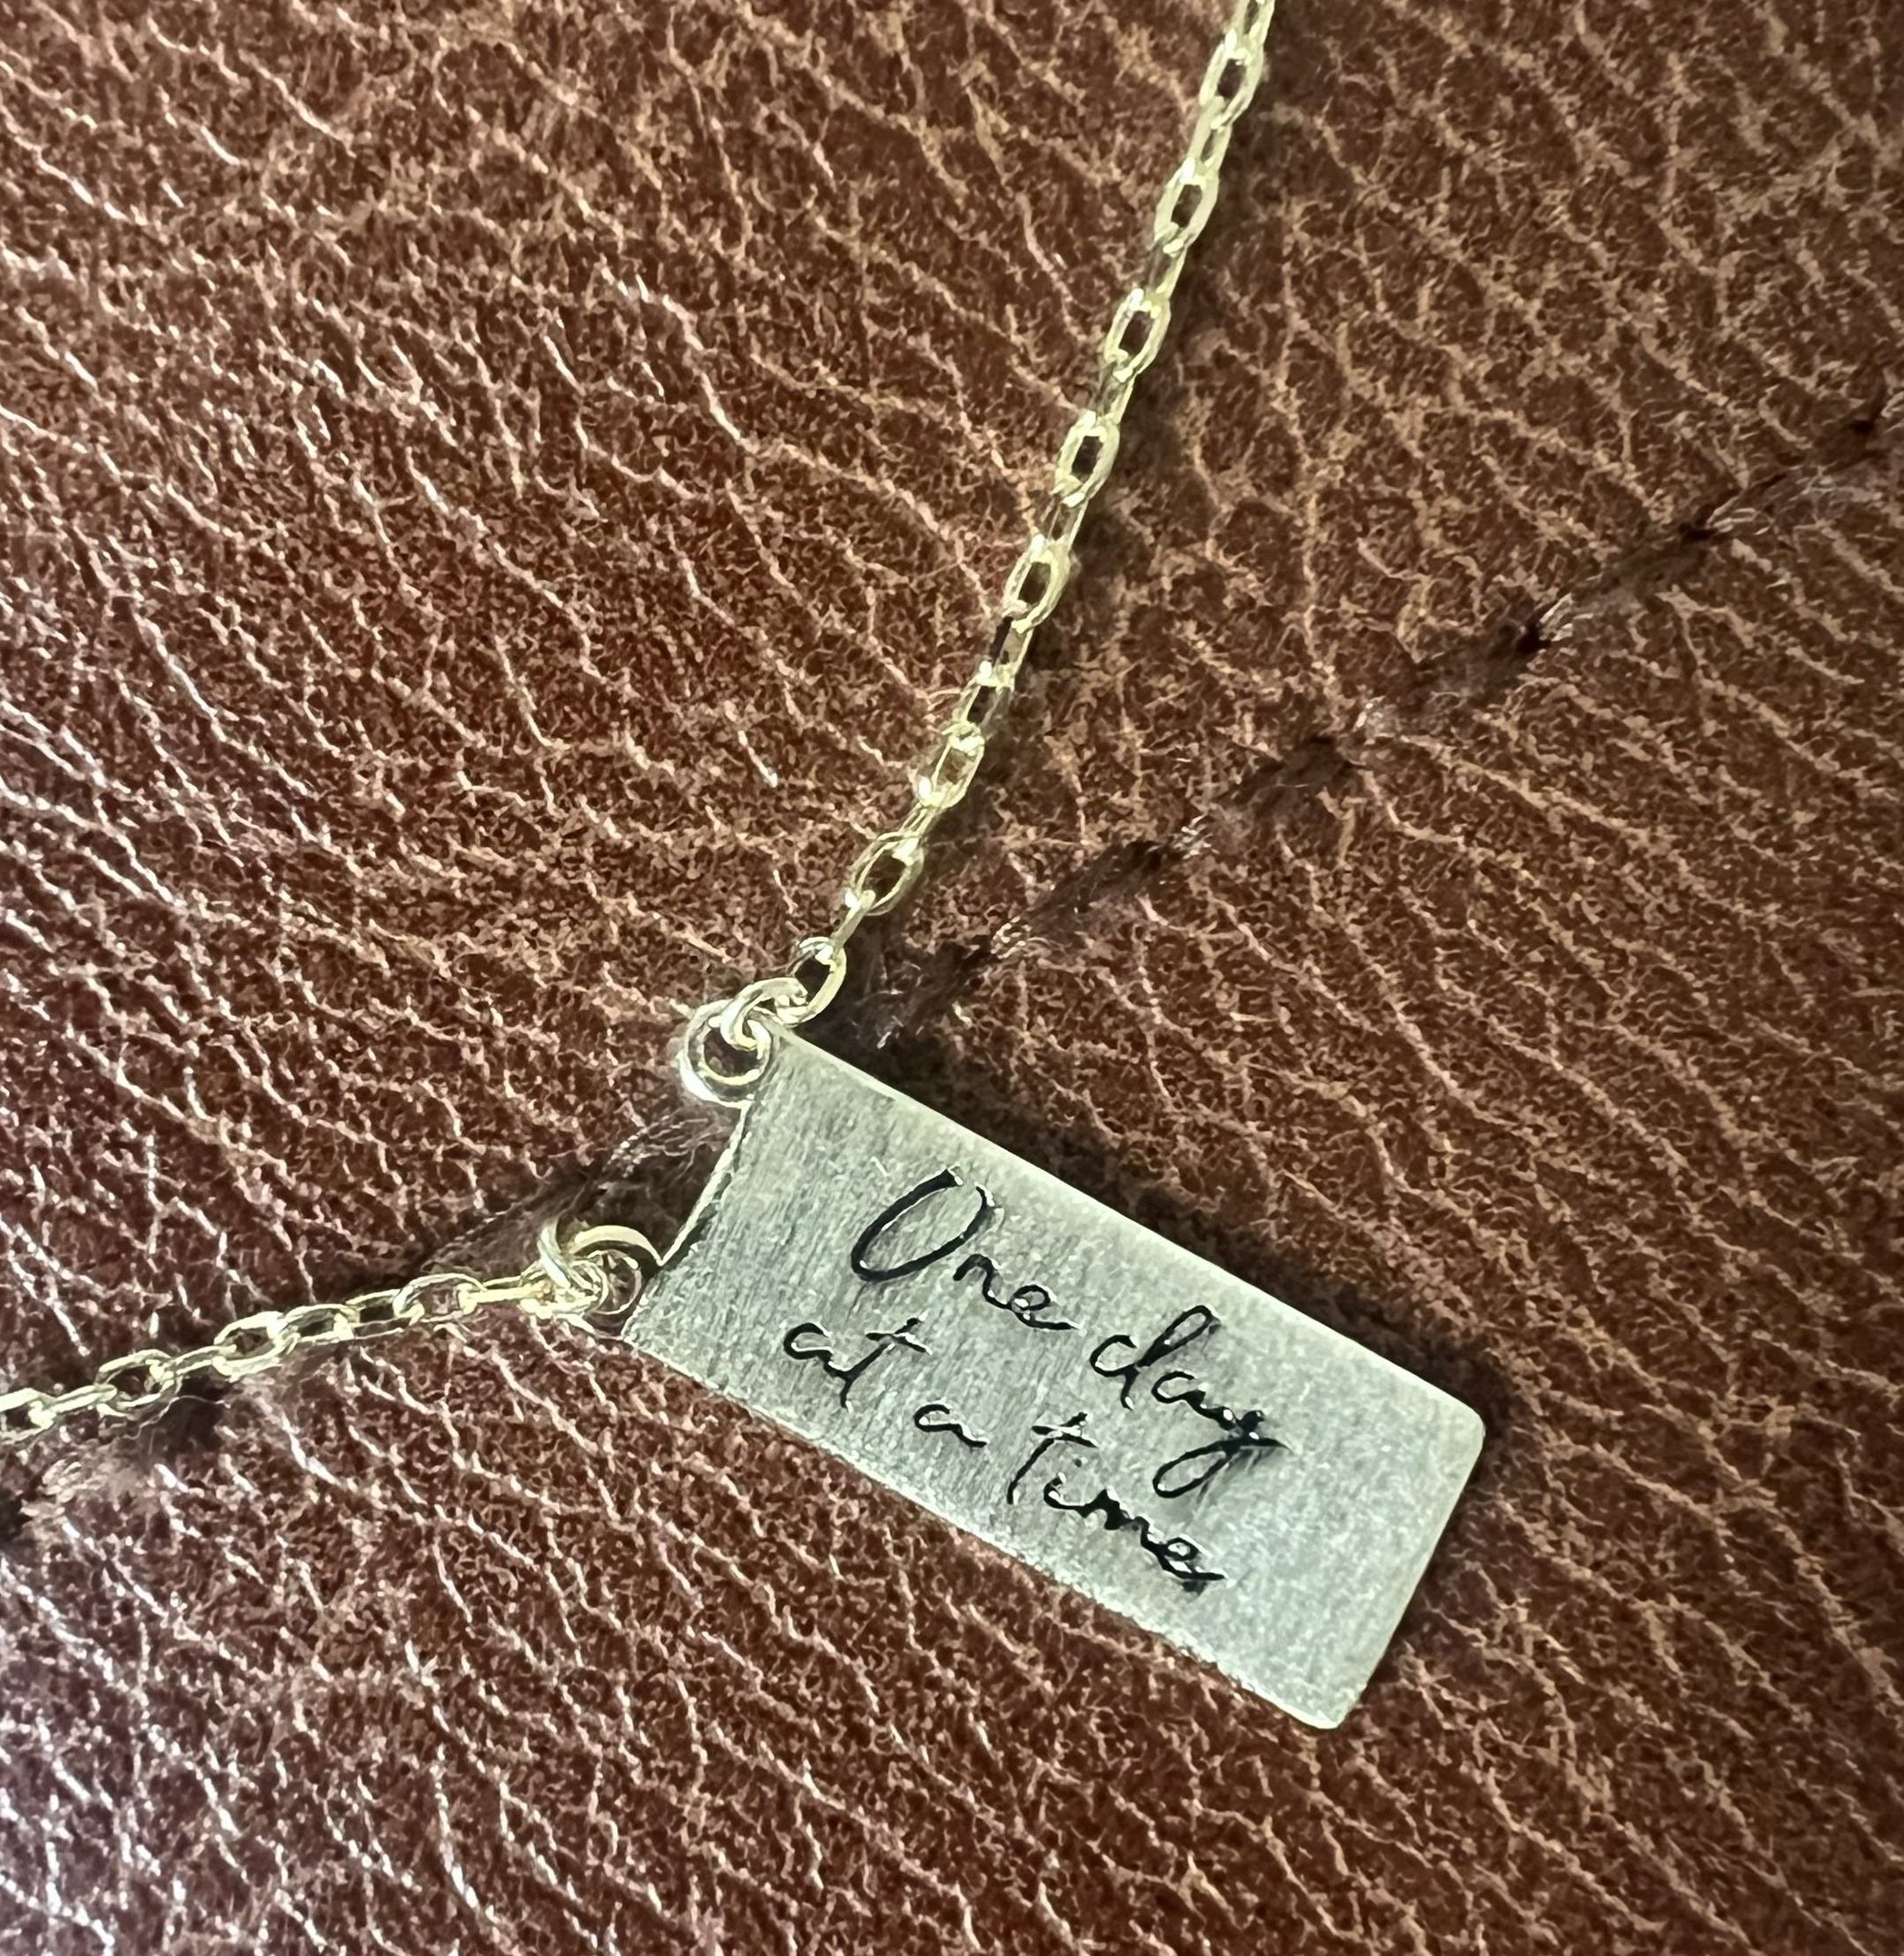 One day
at a time